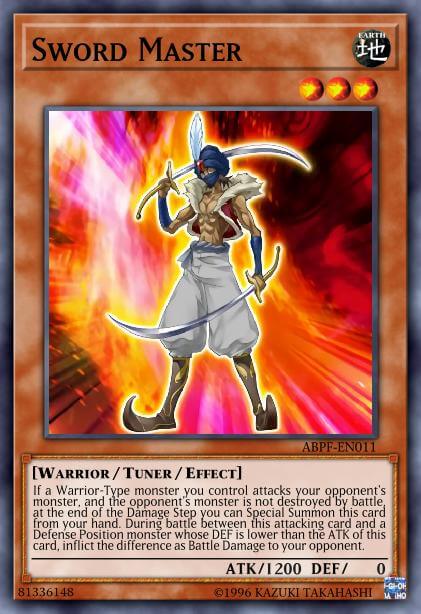 Sword Master
EARTH
地
ABPF-EN011
[Warrior / Tuner / Effect]
If a Warrior-Type monster you control attacks your opponent's
monster, and the opponent's monster is not destroyed by battle,
at the end of the Damage Step you can Special Summon this card
from your hand. During battle between this attacking card and a
Defense Position monster whose DEF is lower than the ATK of this
card, inflict the difference as Battle Damage to your opponent.
ATK/1200 DEF/ 0
81336148 ©1996 KAZUKI TAKAHASHI